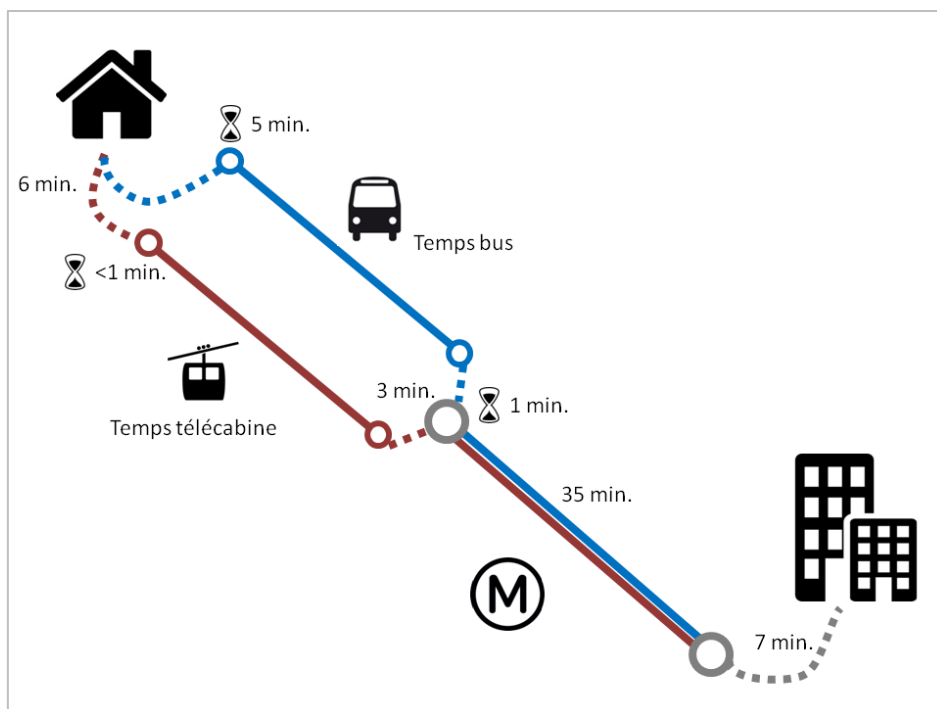 5 min.
6 min.
Temps bus
<1 min.
3 min.
1 min.
Temps télécabine
35 min.
M
7 min.